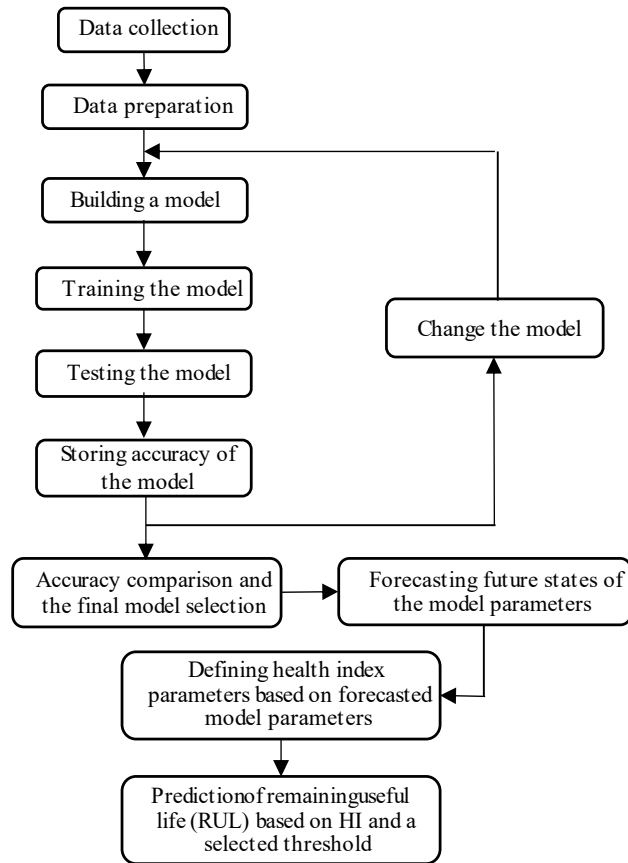 Data collection
Data preparation
Building a model
Training the model
Change the model
Testing the model
Storing accuracy of
the model
Accuracy comparison and
the final model selection
Forecasting future states of
the model parameters
Defining health index
parameters based on forecasted
model parameters
Predictionof remaininguseful
life (RUL) based on HI and a
selected threshold